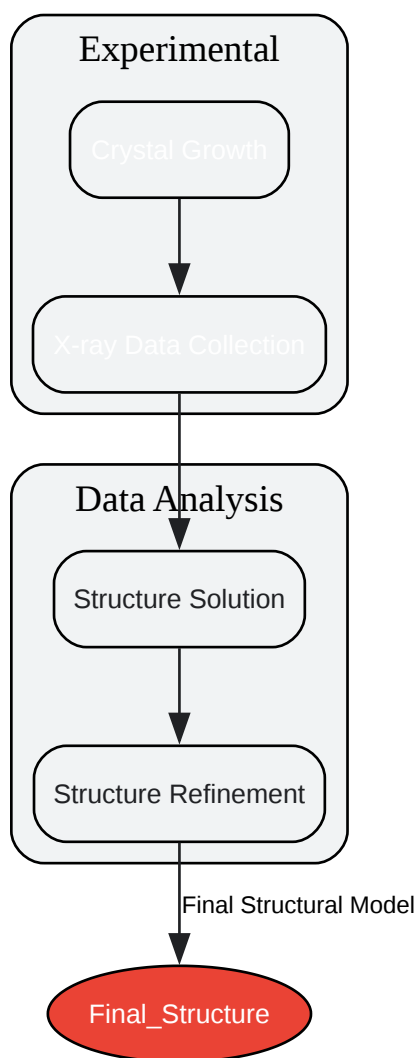 Experimental
Crystal Growth
X-ray Data Collection
Data Analysis
Structure Solution
Structure Refinement
Final Structural Model
Final_Structure